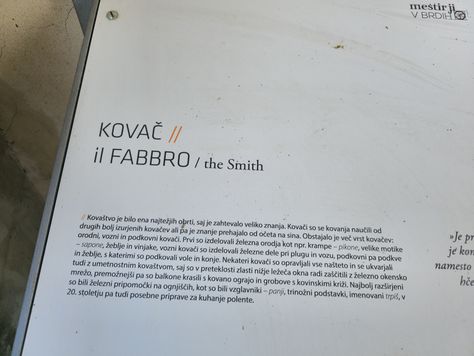 meštirji
V BRDIH
KOVAČ //
il FABBRO / the Smith
// Kovaštvo je bilo ena najtežjih obrti, saj je zahtevalo veliko znanja. Kovači so se kovanja naučili od
drugih bolj izurjenih kovačev ali pa je znanje prehajalo od očeta na sina. Obstajalo je več vrst kovačev:
orodni, vozni in podkovni kovači. Prvi so izdelovali železna orodja kot npr. krampe – pikone, velike motike
– sapone, žeblje in vinjake, vozni kovači so izdelovali železne dele pri plugu in vozu, podkovni pa podkve
in žeblje, s katerimi so podkovali vole in konje. Nekateri kovači so opravljali vse našteto in se ukvarjali
tudi z umetnostnim kovaštvom, saj so v preteklosti zlasti nižje ležeča okna radi zaščitili z železno okensko
mrežo, premožnejši pa so balkone krasili s kovano ograjo in grobove s kovinskimi križi. Najbolj razširjeni
so bili železni pripomočki na ognjiščih, kot so bili vzglavniki – panji, trinožni podstavki, imenovani trpiš, v
20. stoletju pa tudi posebne priprave za kuhanje polente.
»Je pr
je kon
namesto
hče